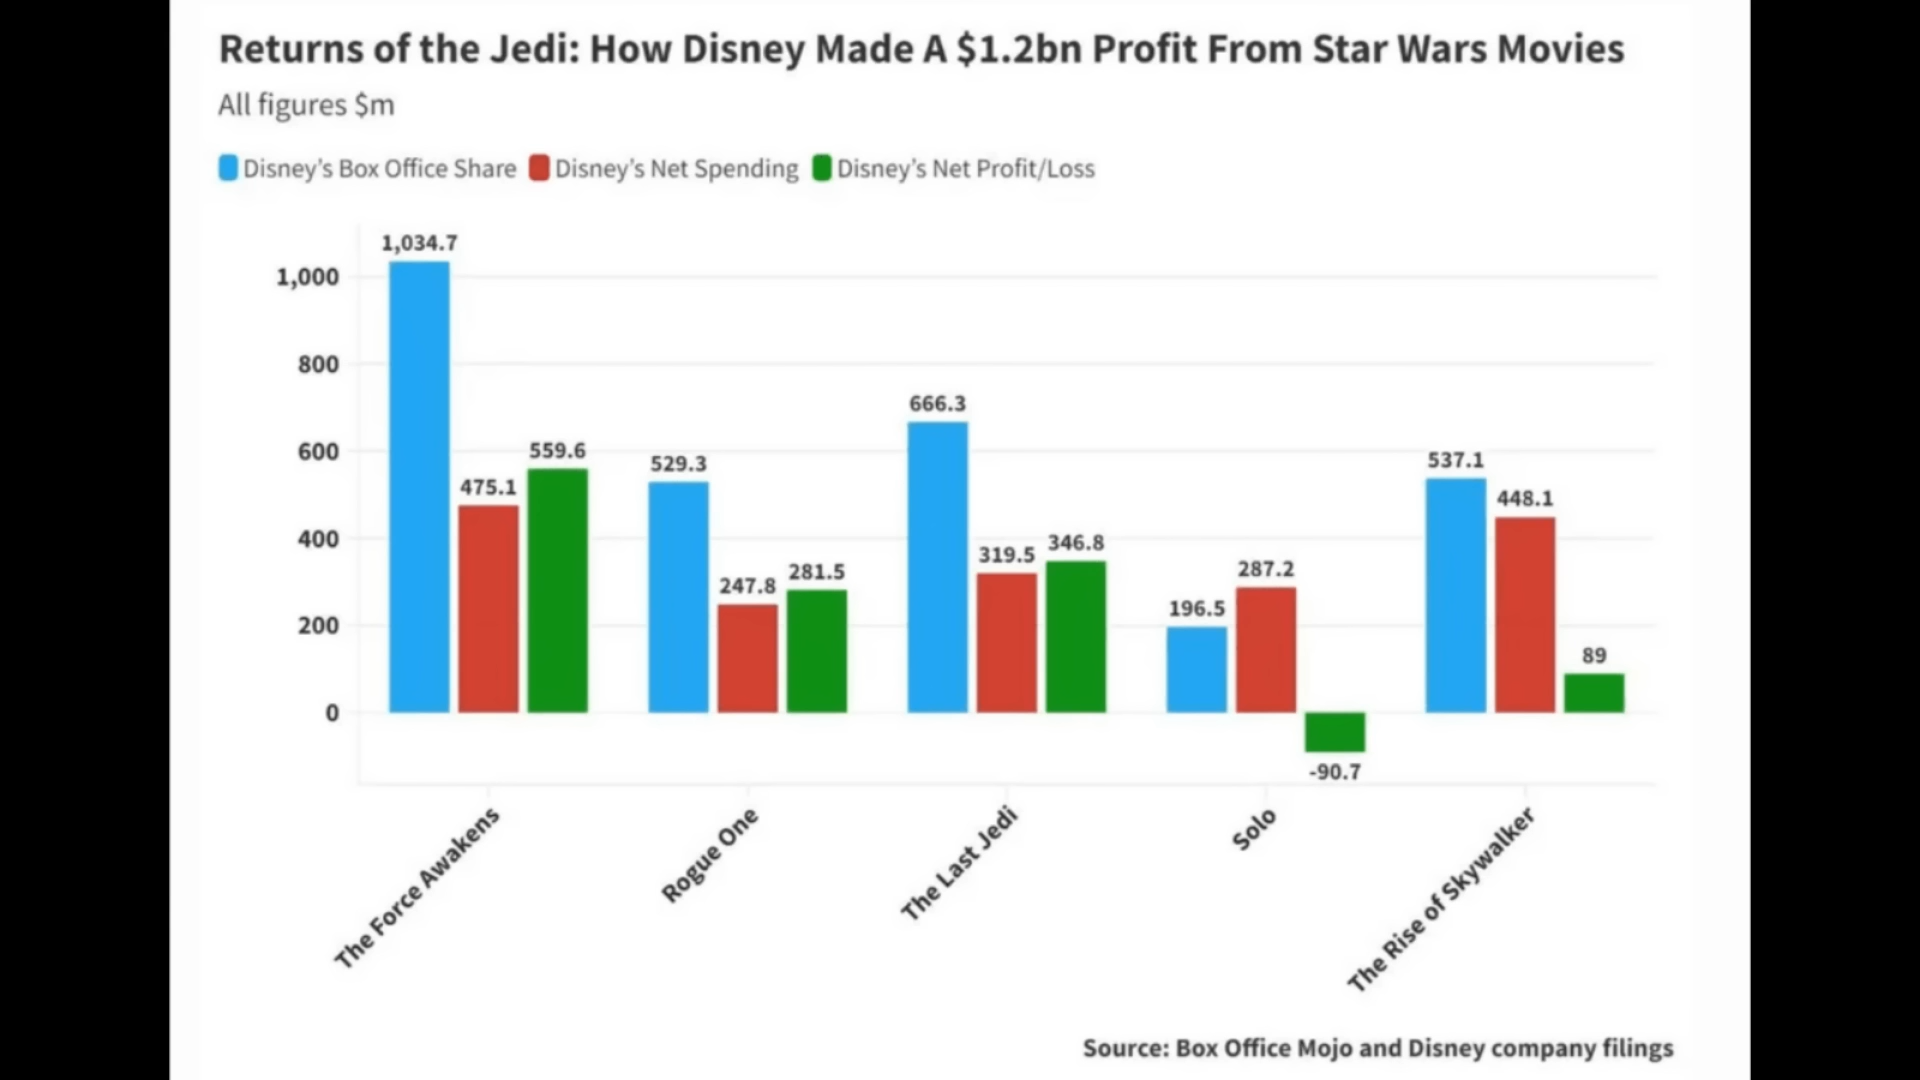 Returns of the Jedi: How Disney Made A $1.2bn Profit From Star Wars Movies
All figures $m
Disney's Box Office Share Disney's Net Spending Disney's Net Profit/Loss
1,034.7
1,000
800
666.3
600
559.6
529.3
537.1
475.1
448.1
400
346.8
319.5
287.2
281.5
247.8
200
196.5
89
0
-90.7
The Force Awakens
Rogue One
The Last Jedi
Solo
The Rise of Skywalker
Source: Box Office Mojo and Disney company filings